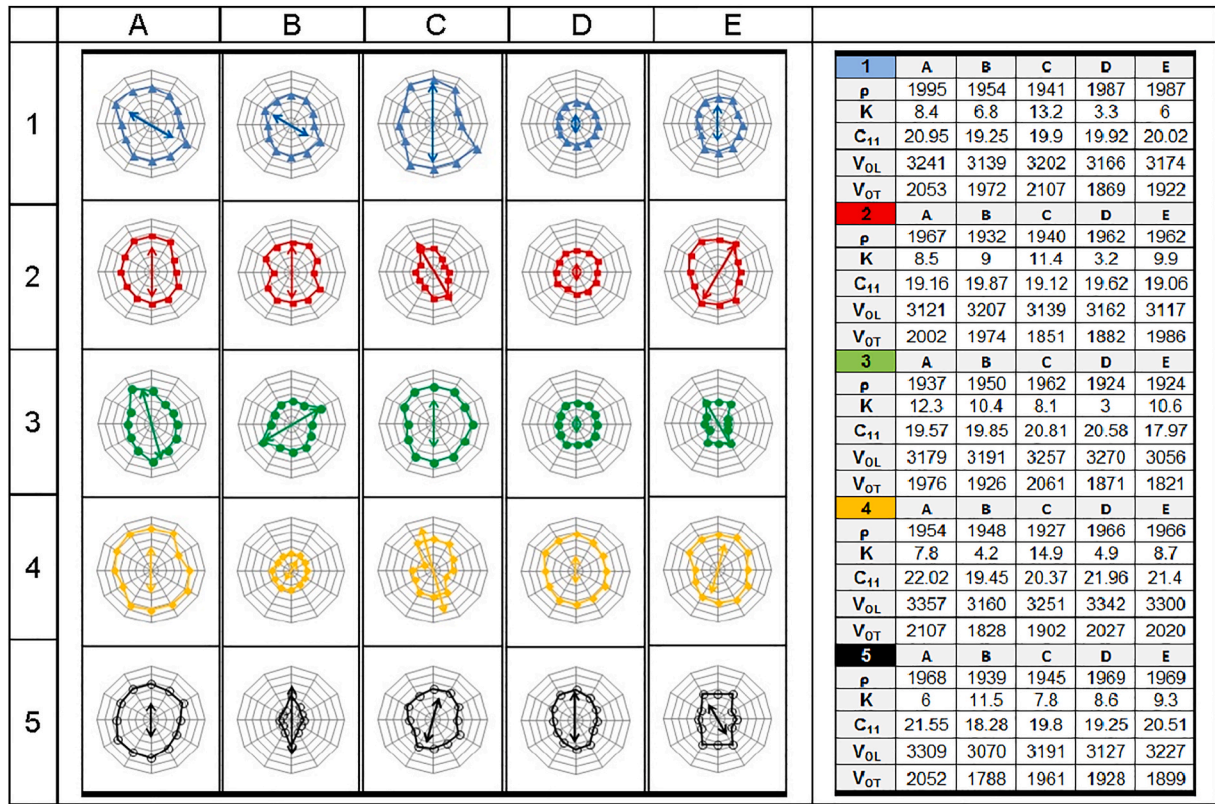 A B C D E
1
2
3
4
5
1 A B C D E
ρ 1995 1954 1941 1987 1987
K 8.4 6.8 13.2 3.3 6
C11 20.95 19.25 19.9 19.92 20.02
VOL 3241 3139 3202 3166 3174
VOT 2053 1972 2107 1869 1922
2 A B C D E
ρ 1967 1932 1940 1962 1962
K 8.5 9 11.4 3.2 9.9
C11 19.16 19.87 19.12 19.62 19.06
VOL 3121 3207 3139 3162 3117
VOT 2002 1974 1851 1882 1986
3 A B C D E
ρ 1937 1950 1962 1924 1924
K 12.3 10.4 8.1 3 10.6
C11 19.57 19.85 20.81 20.58 17.97
VOL 3179 3191 3257 3270 3056
VOT 1976 1926 2061 1871 1821
4 A B C D E
ρ 1954 1948 1927 1966 1966
K 7.8 4.2 14.9 4.9 8.7
C11 22.02 19.45 20.37 21.96 21.4
VOL 3357 3160 3251 3342 3300
VOT 2107 1828 1902 2027 2020
5 A B C D E
ρ 1968 1939 1945 1969 1969
K 6 11.5 7.8 8.6 9.3
C11 21.55 18.28 19.8 19.25 20.51
VOL 3309 3070 3191 3127 3227
VOT 2052 1788 1961 1928 1899